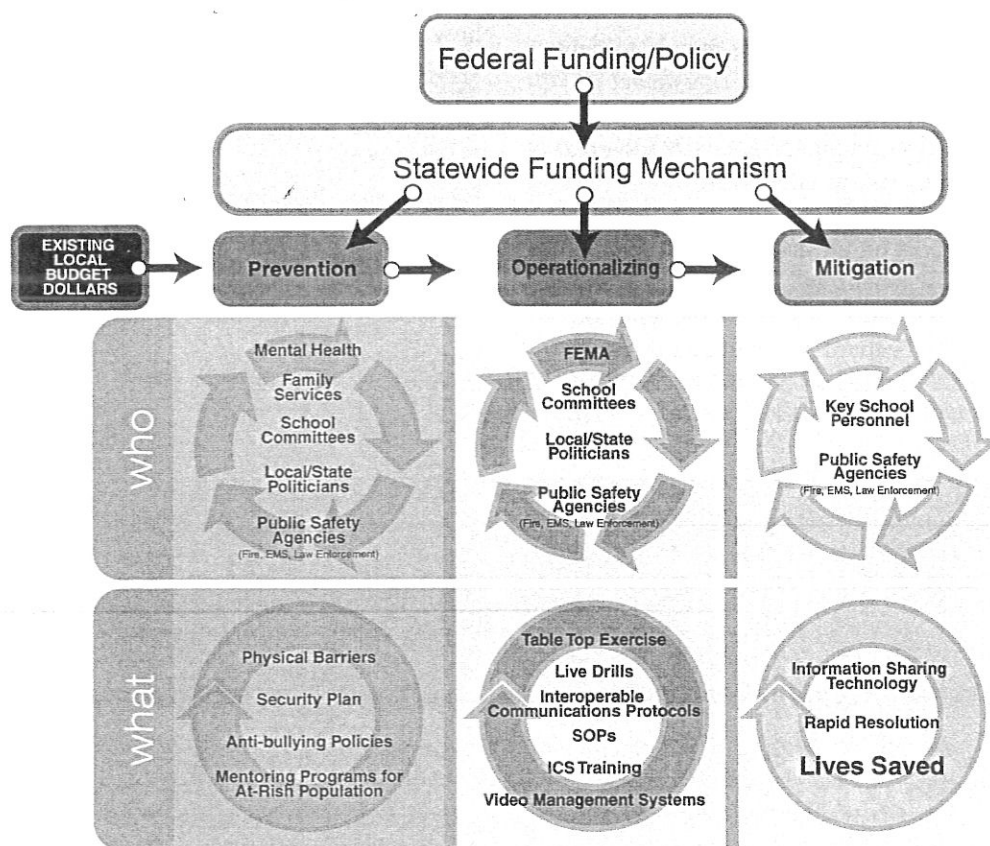 Federal Funding/Policy
Statewide Funding Mechanism
EXISTING
LOCAL
BUDGET
DOLLARS
Prevention
Operationalizing
Mitigation
who
Mental Health
Family
Services
School
Committees
Local/State
Politicians
Public Safety
Agencies
(Fire, EMS, Law Enforcement)
FEMA
School
Committees
Local/State
Politicians
Public Safety
Agencies
(Fire, EMS, Law Enforcement)
Key School
Personnel
Public Safety
Agencies
(Fire, EMS, Law Enforcement)
what
Physical Barriers
Security Plan
Anti-bullying Policies
Mentoring Programs for
At-Rish Population
Table Top Exercise
Live Drills
Interoperable
Communications Protocols
SOPs
ICS Training
Video Management Systems
Information Sharing
Technology
Rapid Resolution
Lives Saved